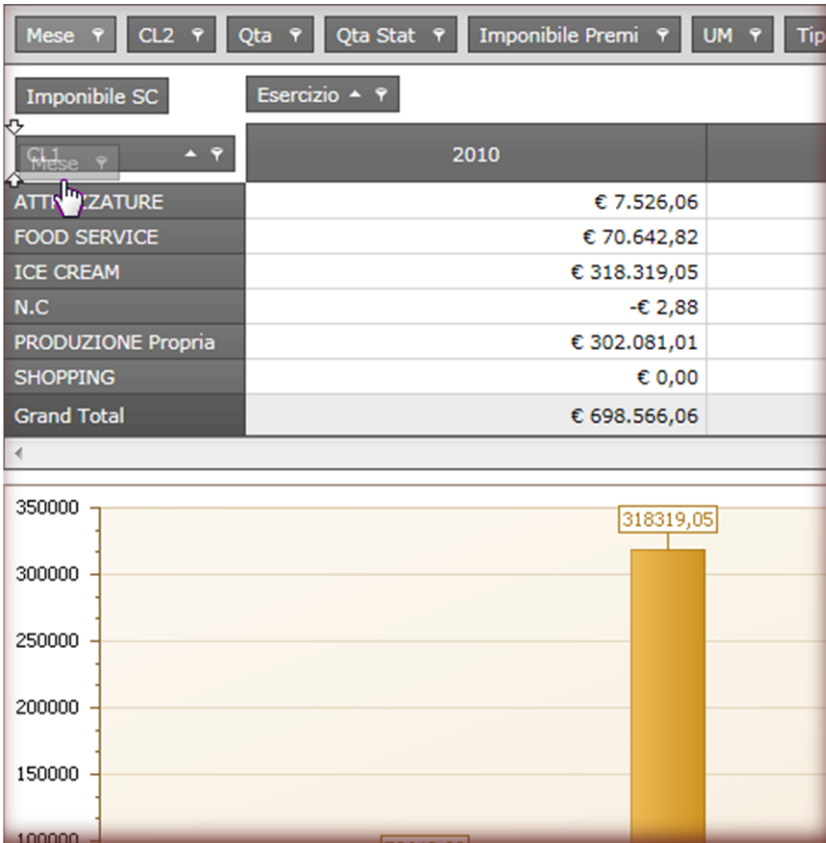 Mese CL2 Qta Qta Stat Imponibile Premi UM Tip
Imponibile SC Esercizio
CL1 Mese 2010
€ 7.526,06
FOOD SERVICE € 70.642,82
ICE CREAM € 318.319,05
N.C -€ 2,88
PRODUZIONE Propria € 302.081,01
SHOPPING € 0,00
Grand Total € 698.566,06
350000
318319,05
300000
250000
200000
150000
100000